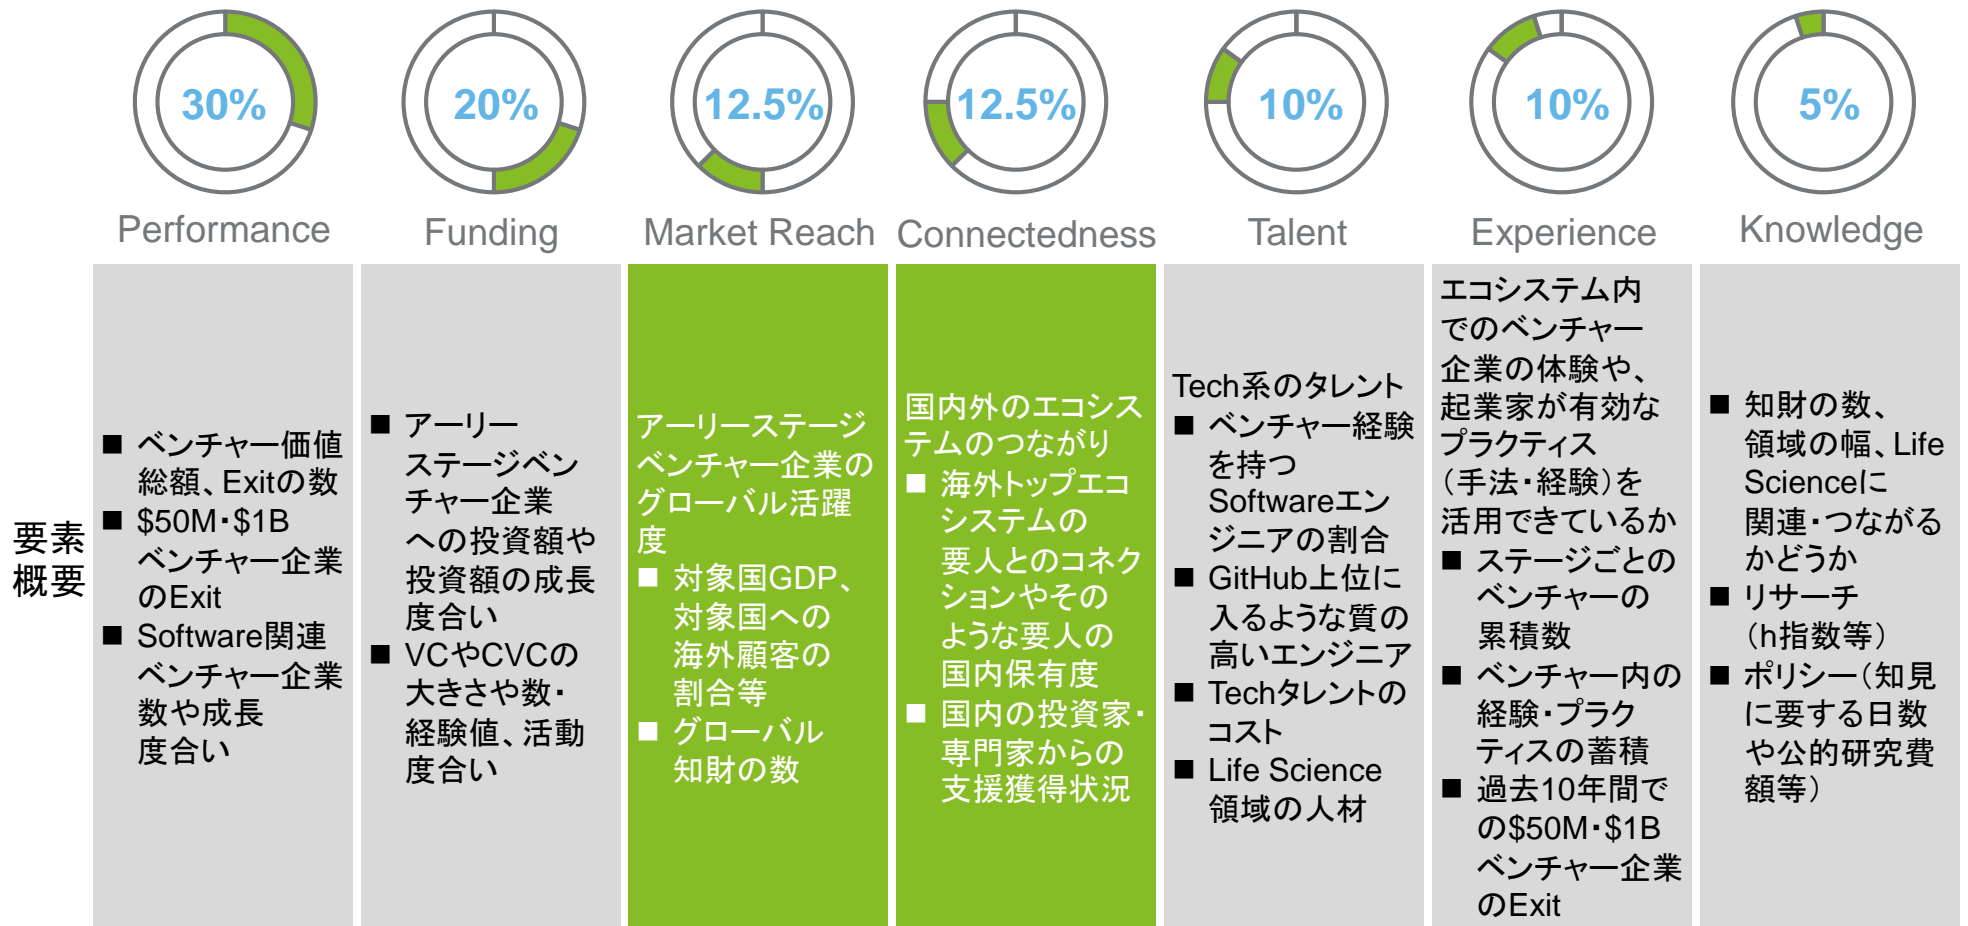 30%
20%
12.5%
12.5%
10%
10%
5%
Performance
Funding
Market Reach
Connectedness
Talent
Experience
Knowledge
要素
概要
■ ベンチャー価値
総額、Exitの数
■ $50M・$1B
ベンチャー企業
のExit
■ Software関連
ベンチャー企業
数や成長
度合い
■ アーリー
ステージベン
チャー企業
への投資額や
投資額の成長
度合い
■ VCやCVCの
大きさや数・
経験値、活動
度合い
アーリーステージ
ベンチャー企業の
グローバル活躍
度
■ 対象国GDP、
対象国への
海外顧客の
割合等
■ グローバル
知財の数
国内外のエコシス
テムのつながり
■ 海外トップエコ
システムの
要人とのコネク
ションやその
ような要人の
国内保有度
■ 国内の投資家・
専門家からの
支援獲得状況
Tech系のタレント
■ ベンチャー経験
を持つ
Softwareエン
ジニアの割合
■ GitHub上位に
入るような質の
高いエンジニア
■ Techタレントの
コスト
■ Life Science
領域の人材
エコシステム内
でのベンチャー
企業の体験や、
起業家が有効な
プラクティス
（手法・経験）を
活用できているか
■ ステージごとの
ベンチャーの
累積数
■ ベンチャー内の
経験・プラク
ティスの蓄積
■ 過去10年間で
の$50M・$1B
ベンチャー企業
のExit
■ 知財の数、
領域の幅、Life
Scienceに
関連・つながる
かどうか
■ リサーチ
（h指数等）
■ ポリシー（知見
に要する日数
や公的研究費
額等）